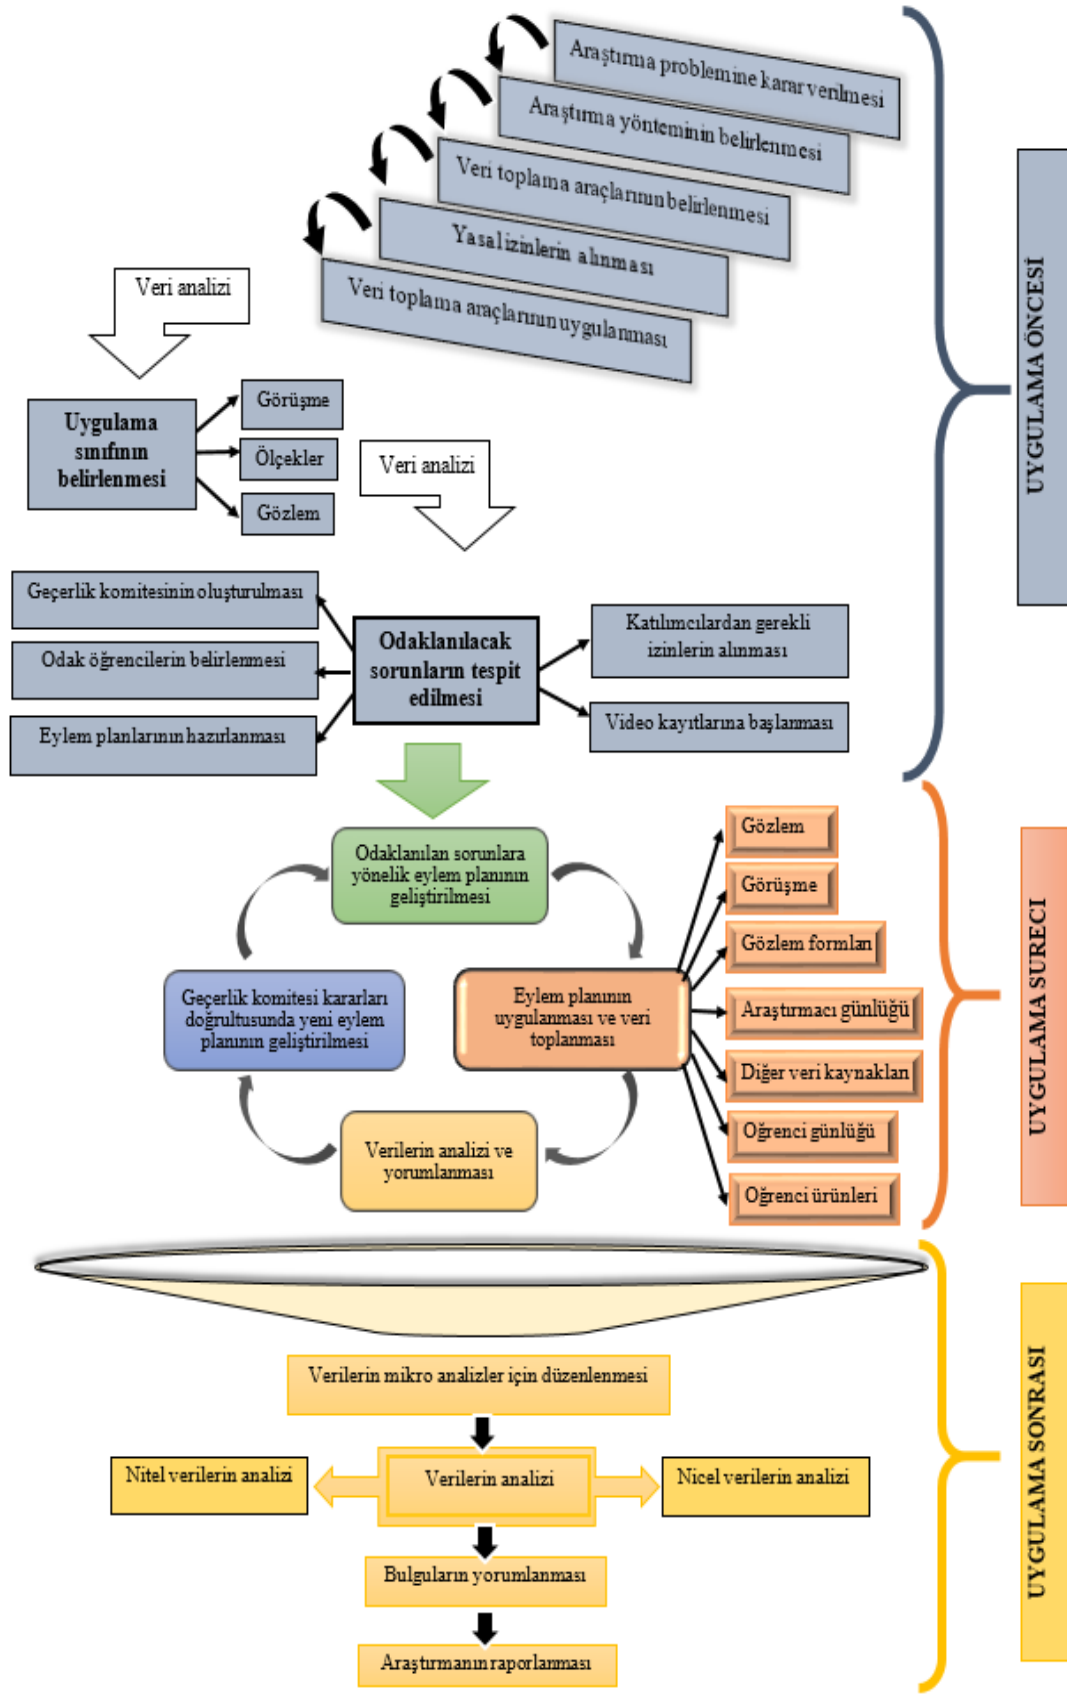 Araştırma problemine karar verilmesi
Araştırma yönteminin belirlenmesi
Veri toplama araçlarının belirlenmesi
Yasal izinlerin alınması
Veri toplama araçlarının uygulanması
UYGULAMA ÖNCESİ
Veri analizi
Uygulama
sınıfının
belirlenmesi
Görüşme
Ölçekler
Gözlem
Veri analizi
Geçerlik komitesinin oluşturulması
Odak öğrencilerin belirlenmesi
Eylem planlarının hazırlanması
Odaklanılacak
sorunların tespit
edilmesi
Katılımcılardan gerekli
izinlerin alınması
Video kayıtlarına başlanması
Odaklanılan sorunlara
yönelik eylem planının
geliştirilmesi
Geçerlik komitesi kararları
doğrultusunda yeni eylem
planının geliştirilmesi
Eylem planının
uygulanması ve veri
toplanması
Verilerin analizi ve
yorumlanması
Gözlem
Görüşme
Gözlem formları
Araştırmacı günlüğü
Diğer veri kaynakları
Oğrenci günlüğü
Oğrenci ürünleri
UYGULAMA SURECI
Verilerin mikro analizler için düzenlenmesi
Nitel verilerin analizi
Verilerin analizi
Nicel verilerin analizi
Bulguların yorumlanması
Araştırmanın raporlanması
UYGULAMA SONRASI